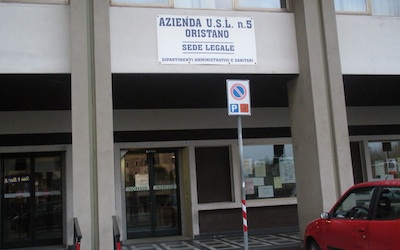 AZIENDA U.S.L. n.5
ORISTANO
SEDE LEGALE
DIPARTIMENTI AMMINISTRATIVI E SANITARI
P